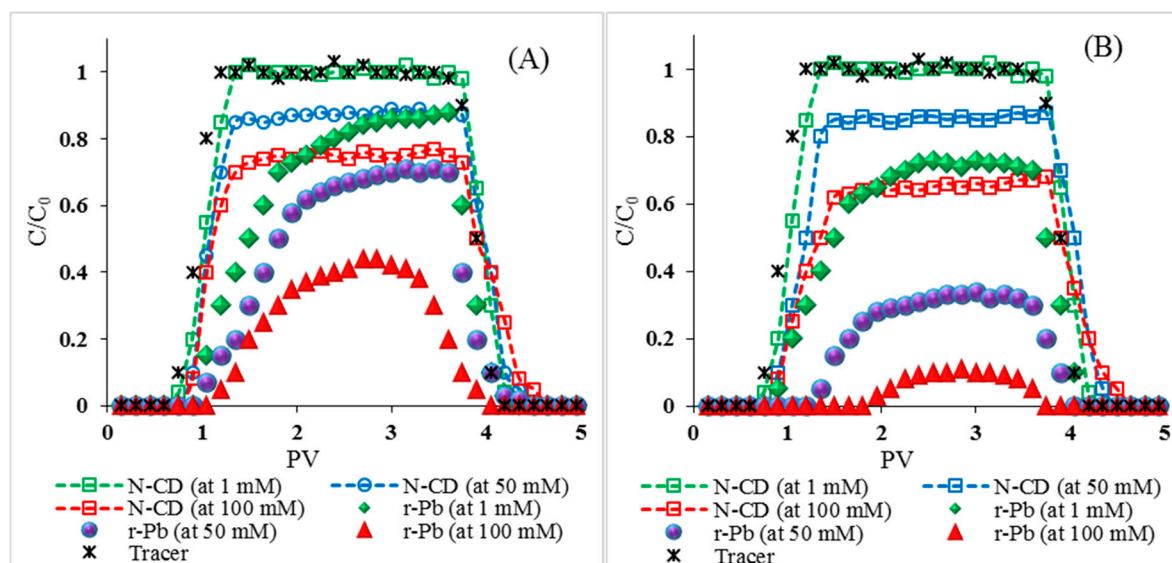 (A)
C/C0
1
0.8
0.6
0.4
0.2
0
0 1 2 3 4 5
PV
N-CD (at 1 mM) N-CD (at 50 mM)
N-CD (at 100 mM) r-Pb (at 1 mM)
r-Pb (at 50 mM) r-Pb (at 100 mM)
Tracer
(B)
C/C0
1
0.8
0.6
0.4
0.2
0
0 1 2 3 4 5
PV
N-CD (at 1 mM) N-CD (at 50 mM)
N-CD (at 100 mM) r-Pb (at 1 mM)
r-Pb (at 50 mM) r-Pb (at 100 mM)
Tracer